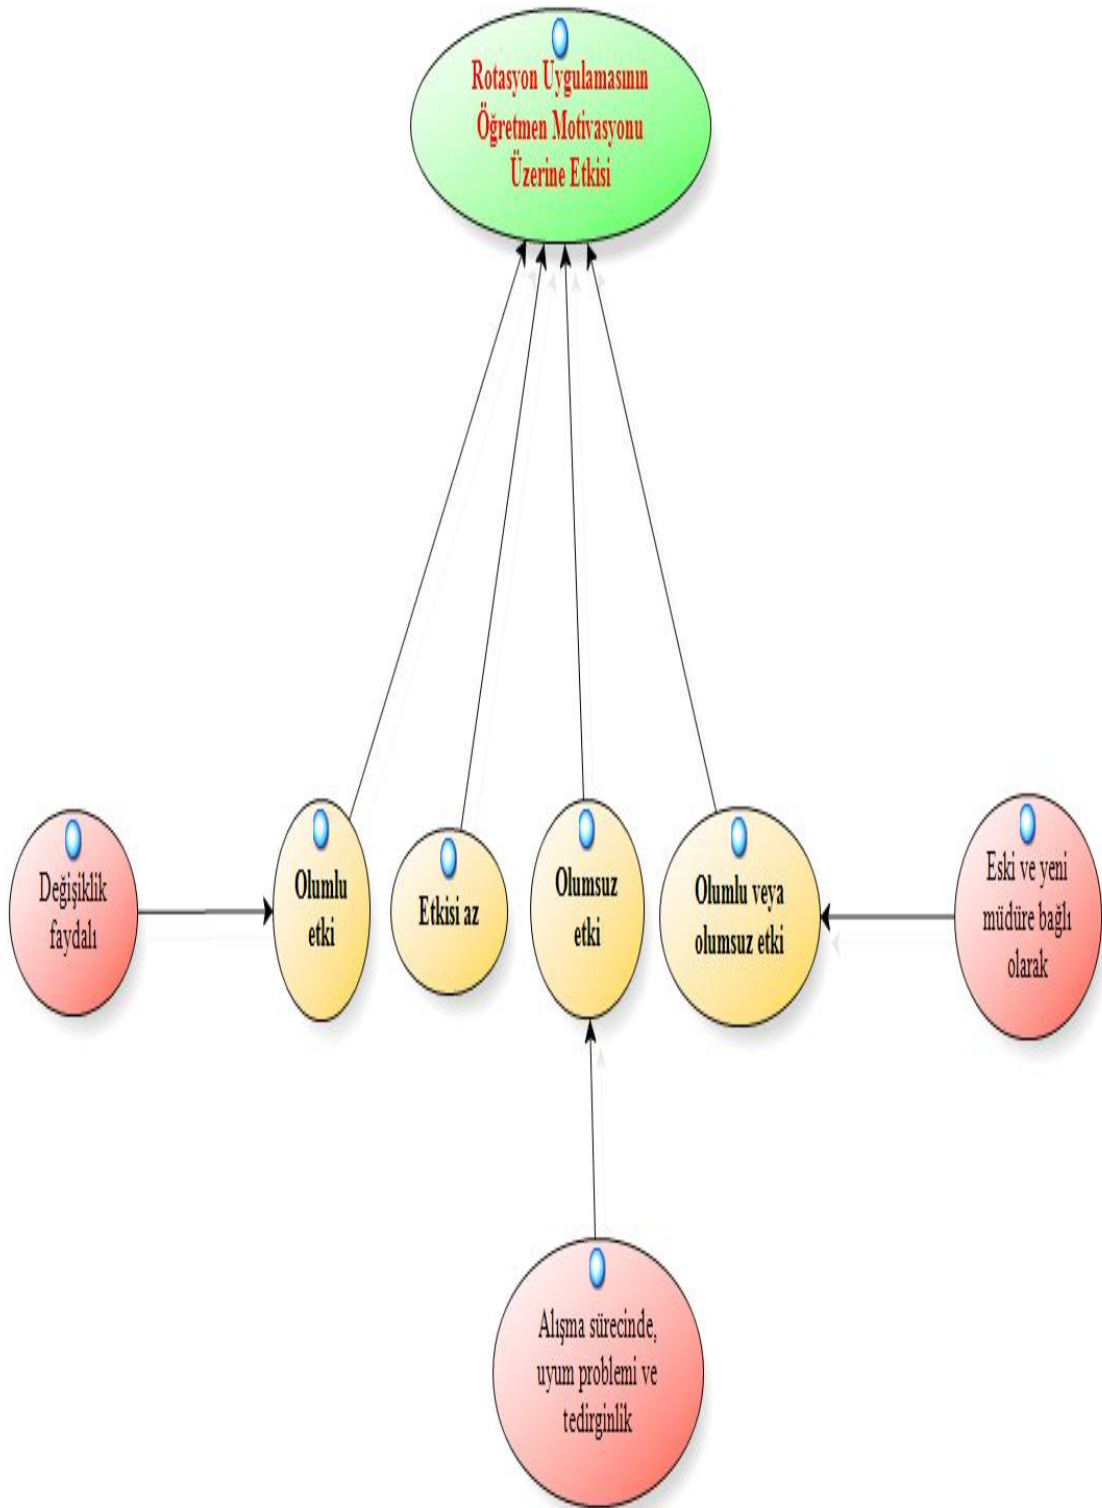 Rotasyon Uygulamasının
Öğretmen Motivasyonu
Üzerine Etkisi
Değişiklik
faydalı
Olumlu
etki
Etkisi az
Olumsuz
etki
Olumlu veya
olumsuz etki
Eski ve yeni
müdüre bağlı
olarak
Alışma sürecinde,
uyum problemi ve
tedirginlik